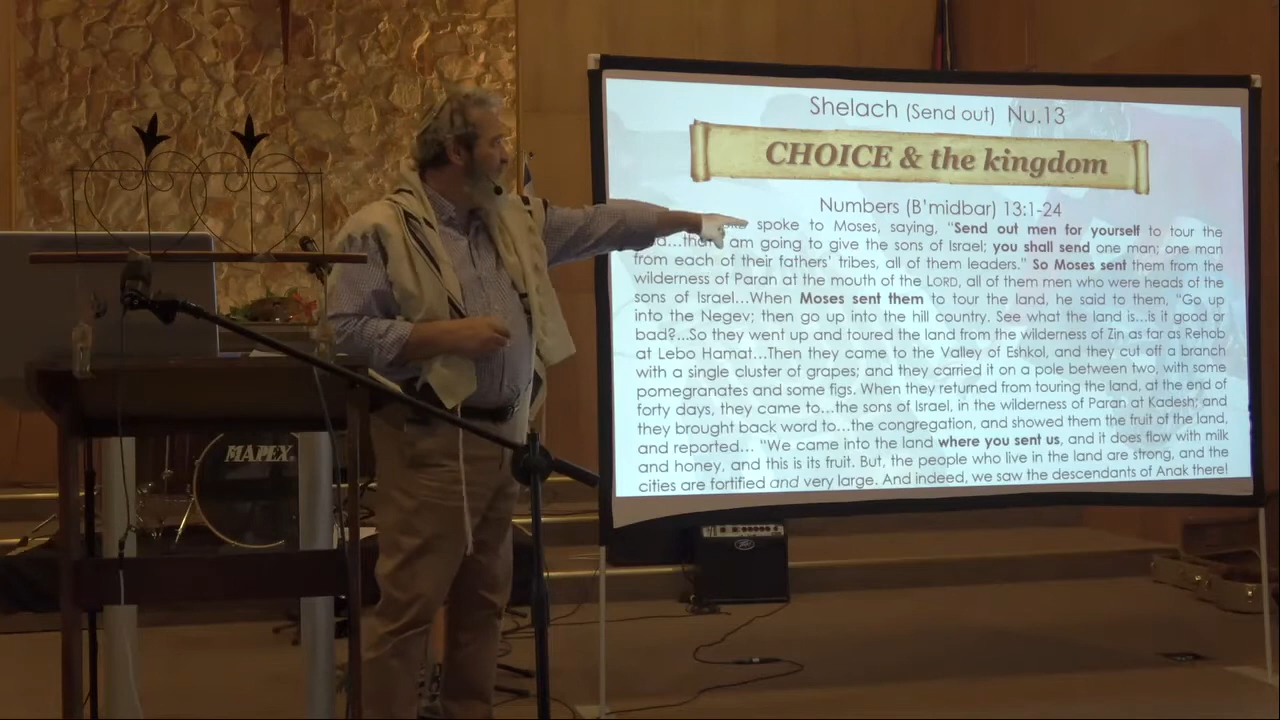 Shelach (Send out) Nu.13
CHOICE & the kingdom
Numbers (B'midbar) 13:1-24
spoke to Moses, saying, "Send out men for yourself to tour the
am going to give the sons of Israel; you shall send one man; one man
from each of their fathers' tribes, all of them leaders." So Moses sent them from the
wilderness of Paran at the mouth of the LORD, all of them men who were heads of the
sons of Israel...When Moses sent them to tour the land, he said to them, "Go up
into the Negev; then go up into the hill country. See what the land is...is it good or
bad?...So they went up and toured the land from the wilderness of Zin as far as Rehob
at Lebo Hamat...Then they came to the Valley of Eshkol, and they cut off a branch
with a single cluster of grapes; and they carried it on a pole between two, with some
pomegranates and some figs. When they returned from touring the land, at the end of
forty days, they came to...the sons of Israel, in the wilderness of Paran at Kadesh; and
they brought back word to...the congregation, and showed them the fruit of the land,
and reported... "We came into the land where you sent us, and it does flow with milk
and honey, and this is its fruit. But, the people who live in the land are strong, and the
cities are fortified and very large. And indeed, we saw the descendants of Anak there!
MAPEX